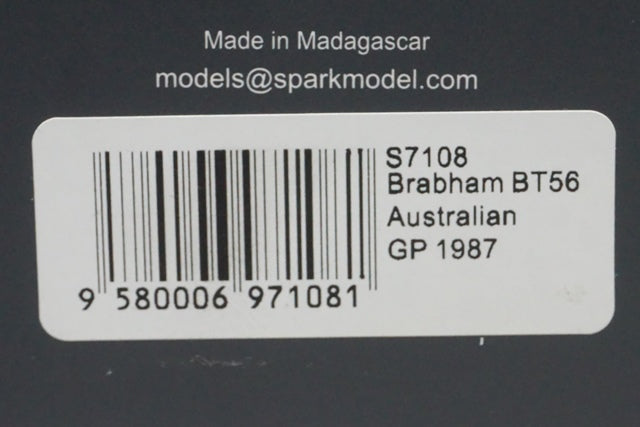 Made in Madagascar
models@sparkmodel.com
S7108
Brabham BT56
Australian
GP 1987
9 580006 971081